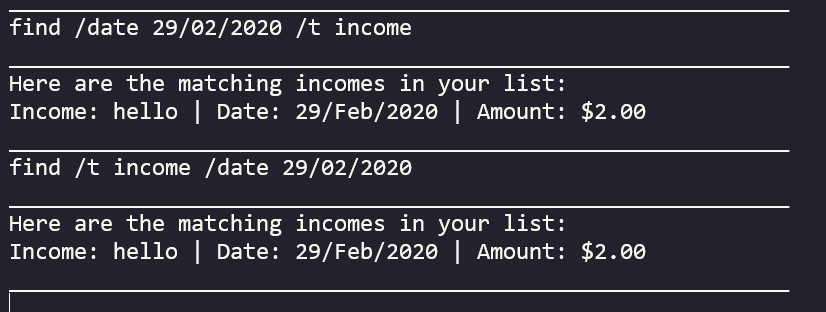 find /date 29/02/2020 /t income
Here are the matching incomes in your list:
Income: hello | Date: 29/Feb/2020 | Amount: $2.00
find /t income /date 29/02/2020
Here are the matching incomes in your list:
Income: hello | Date: 29/Feb/2020 | Amount: $2.00